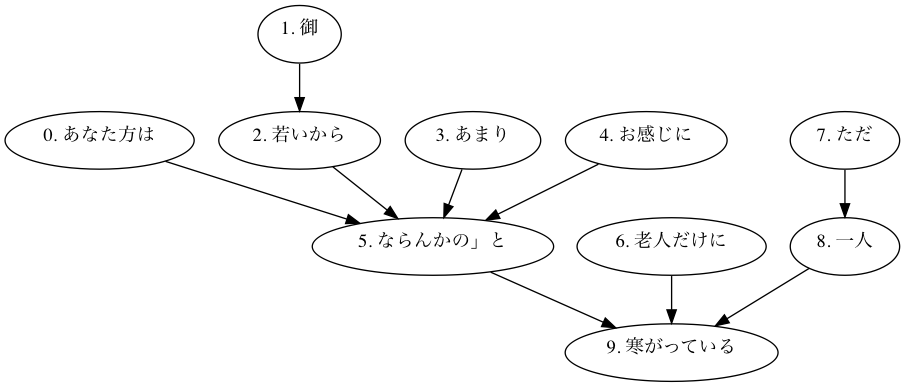 1. 御
0. あなた方は
2. 若いから
3. あまり
4. お感じに
7. ただ
5. ならんかの」と
6. 老人だけに
8. 一人
9. 寒がっている